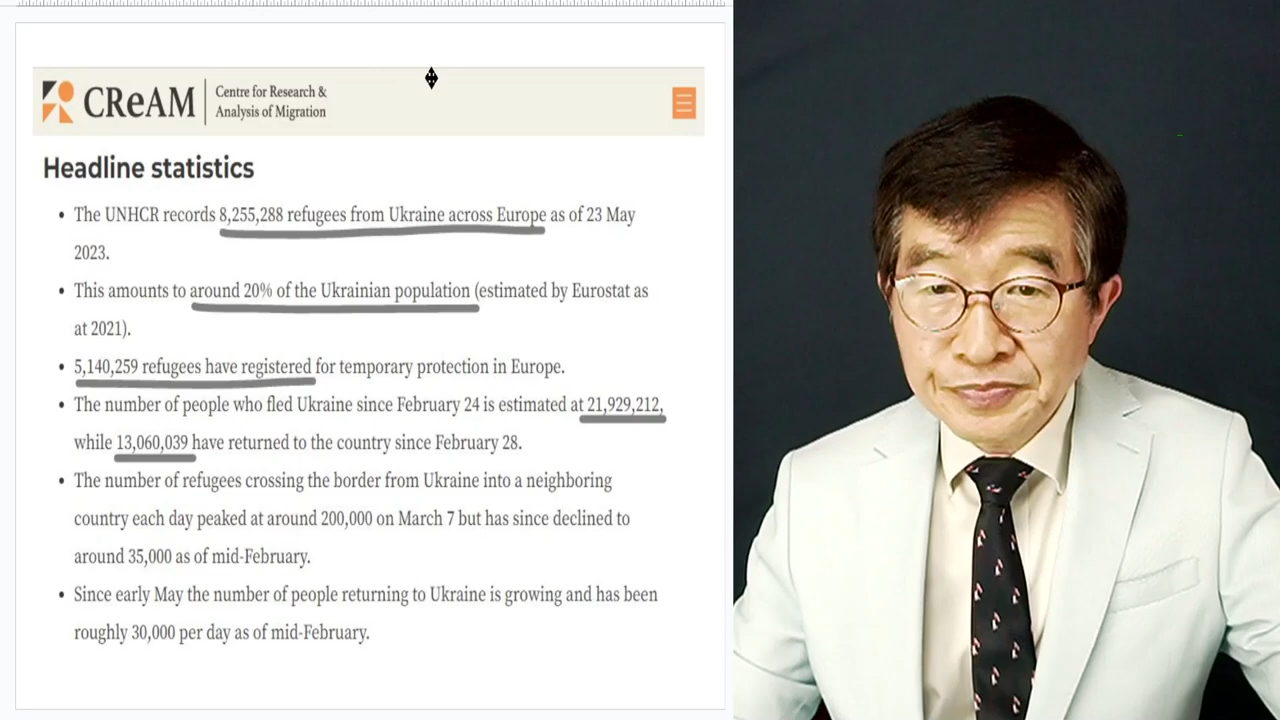 CReAM
Centre for Research &
Analysis of Migration
Headline statistics
• The UNHCR records 8,255,288 refugees from Ukraine across Europe as of 23 May
2023.
• This amounts to around 20% of the Ukrainian population (estimated by Eurostat as
at 2021).
• 5,140,259 refugees have registered for temporary protection in Europe.
• The number of people who fled Ukraine since February 24 is estimated at 21,929,212,
while 13,060,039 have returned to the country since February 28.
• The number of refugees crossing the border from Ukraine into a neighboring
country each day peaked at around 200,000 on March 7 but has since declined to
around 35,000 as of mid-February.
• Since early May the number of people returning to Ukraine is growing and has been
roughly 30,000 per day as of mid-February.